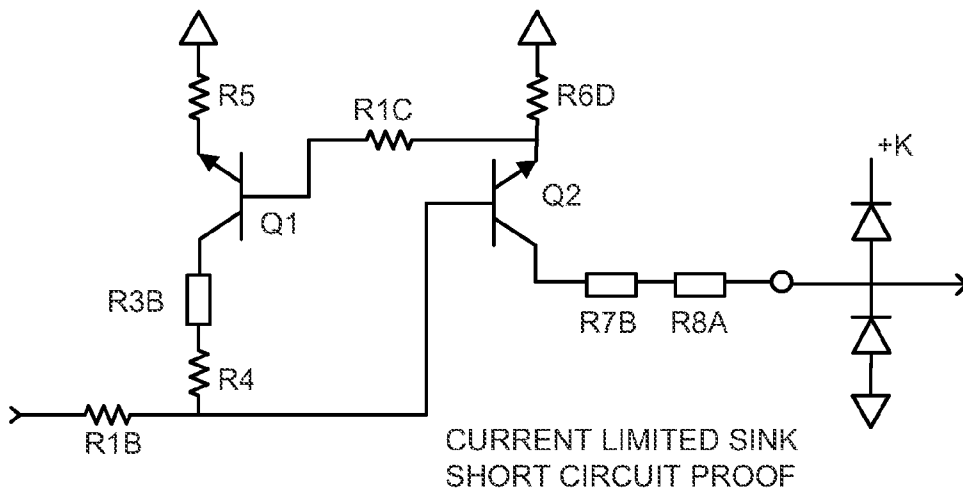 R5
R1C
R6D
+K
Q1
Q2
R3B
R7B
R8A
R4
R1B
CURRENT LIMITED SINK
SHORT CIRCUIT PROOF